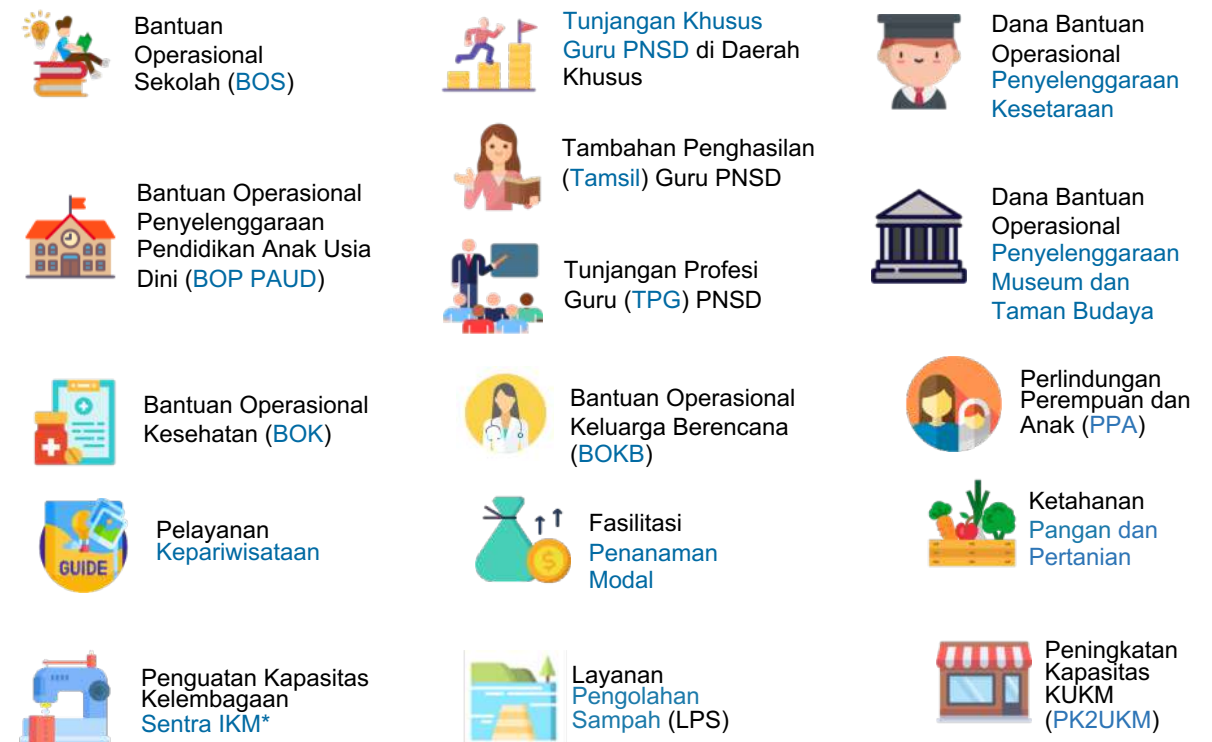 Bantuan
Operasional
Sekolah (BOS)
Bantuan Operasional
Penyelenggaraan
Pendidikan Anak Usia
Dini (BOP PAUD)
Tunjangan Khusus
Guru PNSD di Daerah
Khusus
Tambahan Penghasilan
(Tamsil) Guru PNSD
Tunjangan Profesi
Guru (TPG) PNSD
Dana Bantuan
Operasional
Penyelenggaraan
Kesetaraan
Dana Bantuan
Operasional
Penyelenggaraan
Museum dan
Taman Budaya
Bantuan Operasional
Kesehatan (BOK)
Bantuan Operasional
Keluarga Berencana
(BOKB)
Perlindungan
Perempuan dan
Anak (PPA)
GUIDE
Pelayanan
Kepariwisataan
Fasilitasi
Penanaman
Modal
Ketahanan
Pangan dan
Pertanian
Penguatan Kapasitas
Kelembagaan
Sentra IKM*
Layanan
Pengolahan
Sampah (LPS)
Peningkatan
Kapasitas
KUKM
(PK2UKM)